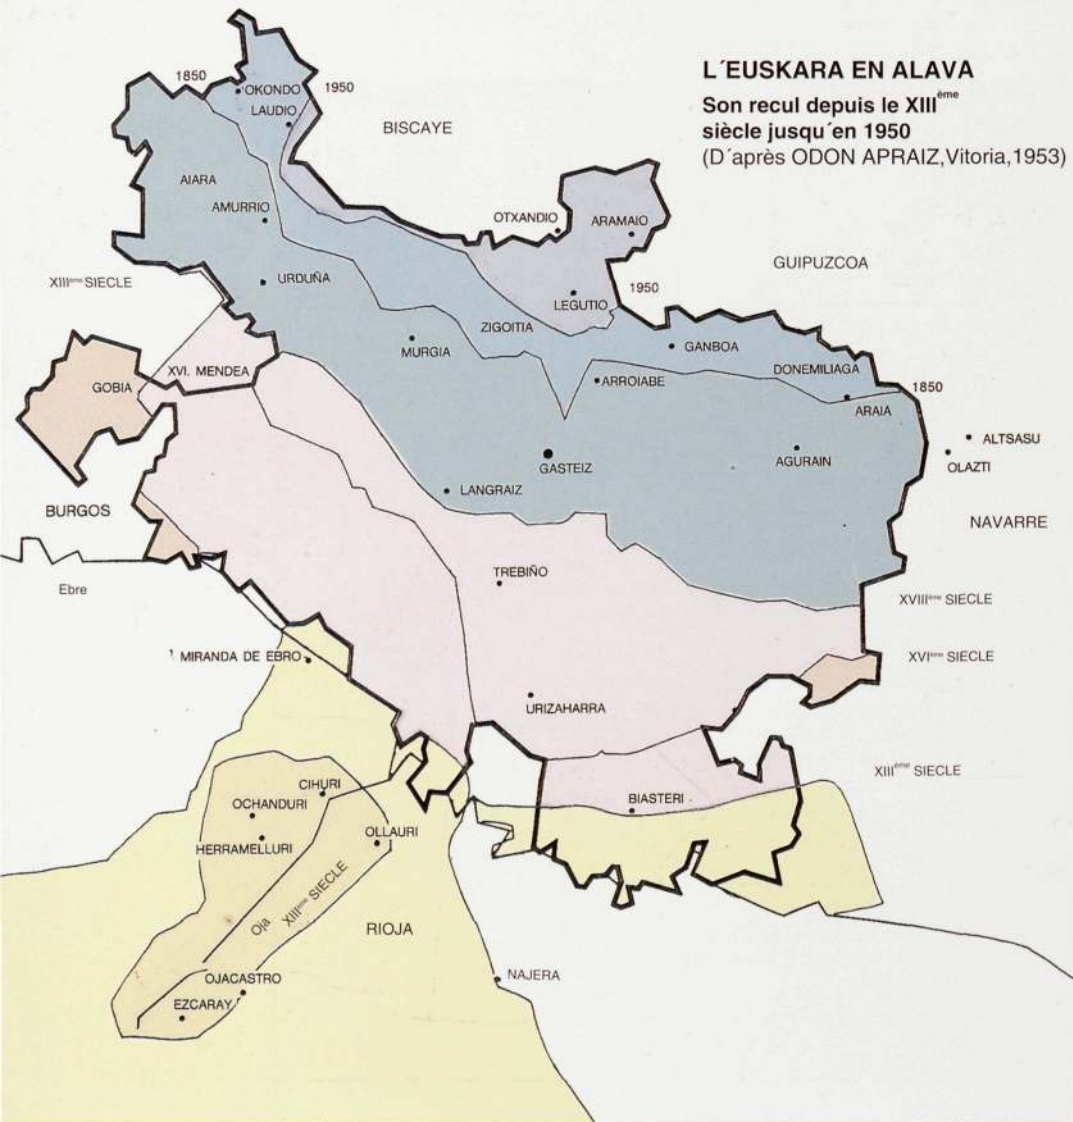 L´EUSKARA EN ALAVA
Son recul depuis le XIIIème
siècle jusqu´en 1950
(D´après ODON APRAIZ,Vitoria,1953)
1850
OKONDO
1950
LAUDIO
BISCAYE
AIARA
AMURRIO
OTXANDIO
ARAMAIO
GUIPUZCOA
XIIIème SIECLE
URDUÑA
1950
LEGUTIO
ZIGOITIA
MURGIA
GANBOA
XVI. MENDEA
DONEMILIAGA
GOBIA
ARROIABE
1850
ARAIA
ALTSASU
OLAZTI
GASTEIZ
AGURAIN
LANGRAIZ
BURGOS
NAVARRE
TREBIÑO
Ebre
XVIIIème SIECLE
MIRANDA DE EBRO
XVIème SIECLE
URIZAHARRA
XIIIème SIECLE
CIHURI
OCHANDURI
BIASTERI
OLLAURI
HERRAMELLURI
XIIIème SIECLE
Oja
RIOJA
OJACASTRO
NAJERA
EZCARAY